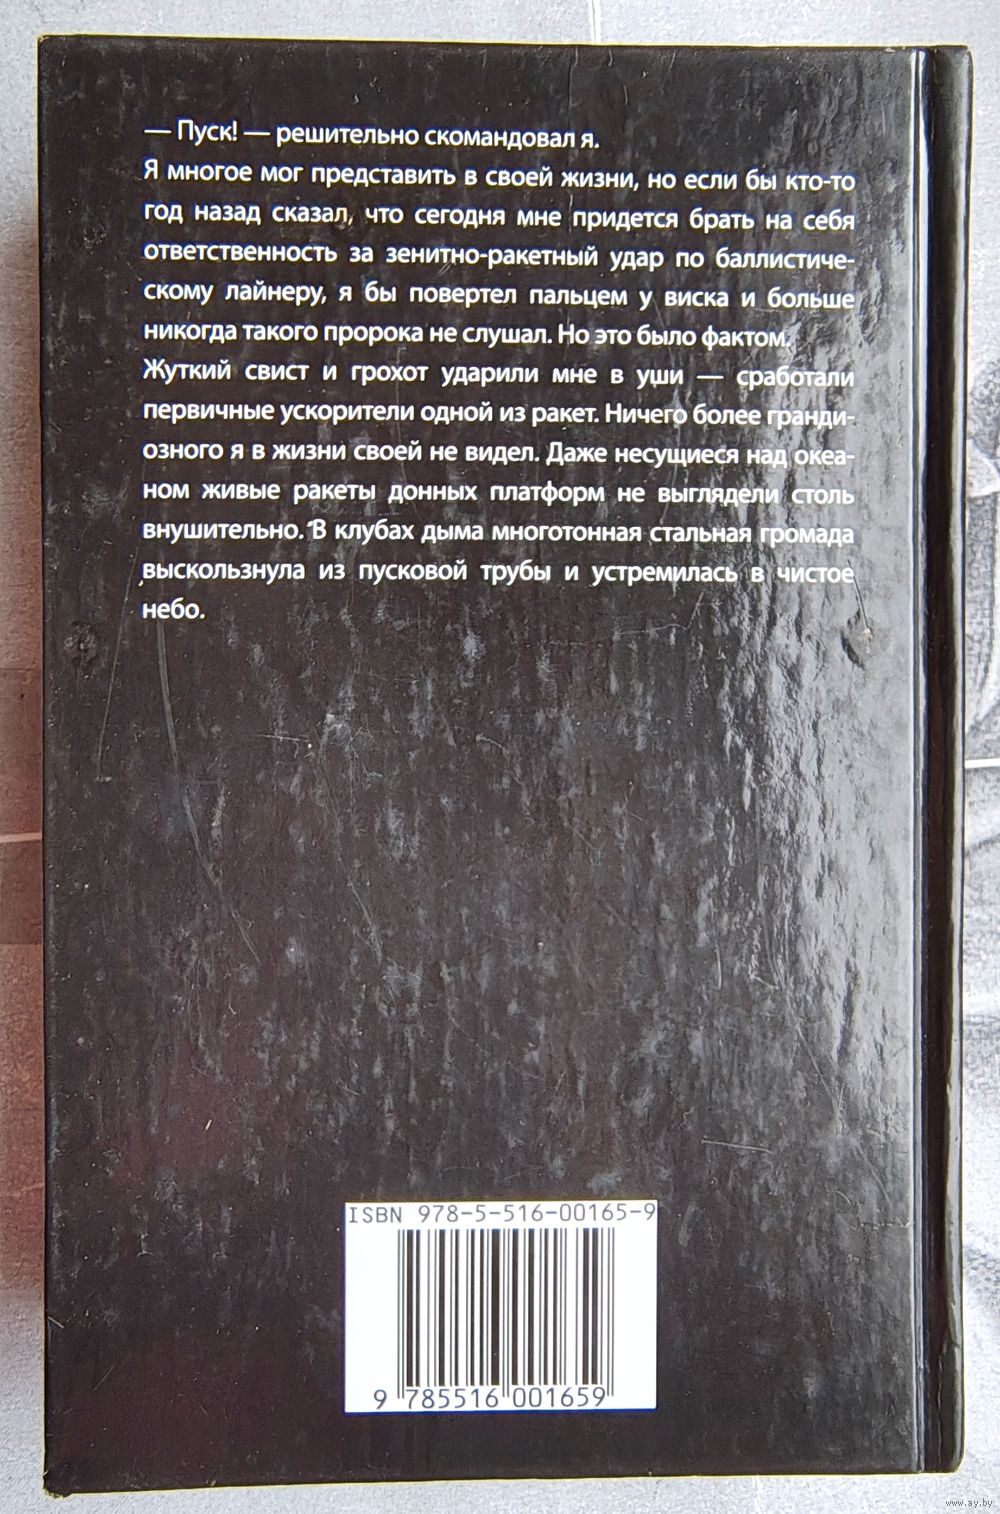 — Пуск! — решительно скомандовал я.
Я многое мог представить в своей жизни, но если бы кто-то
год назад сказал, что сегодня мне придется брать на себя
ответственность за зенитно-ракетный удар по баллистиче-
скому лайнеру, я бы повертел пальцем у виска и больше
никогда такого пророка не слушал. Но это было фактом.
Жуткий свист и грохот ударили мне в уши — сработали
первичные ускорители одной из ракет. Ничего более гранди-
озного я в жизни своей не видел. Даже несущиеся над океа-
ном живые ракеты донных платформ не выглядели столь
внушительно. В клубах дыма многотонная стальная громада
выскользнула из пусковой трубы и устремилась в чистое
небо.
ISBN 978-5-516-00165-9
9 785516 001659
www.ay.by